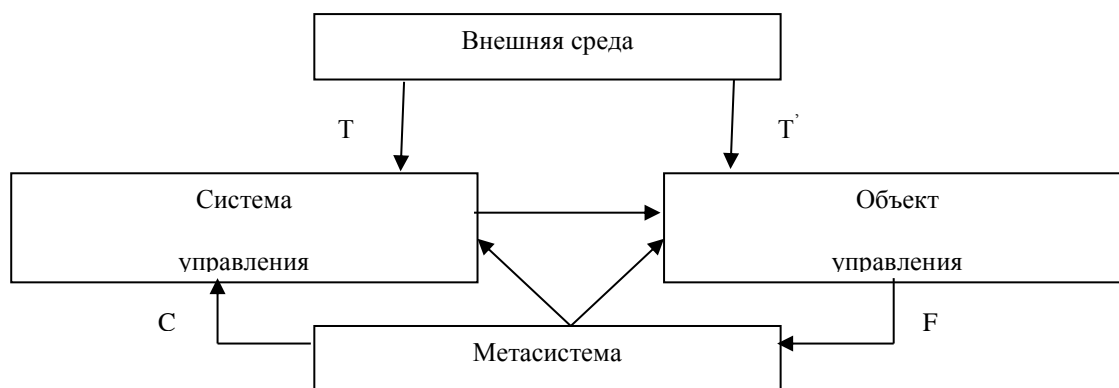 Внешняя среда
T
T’
Система
управления
Объект
управления
C
F
Метасистема